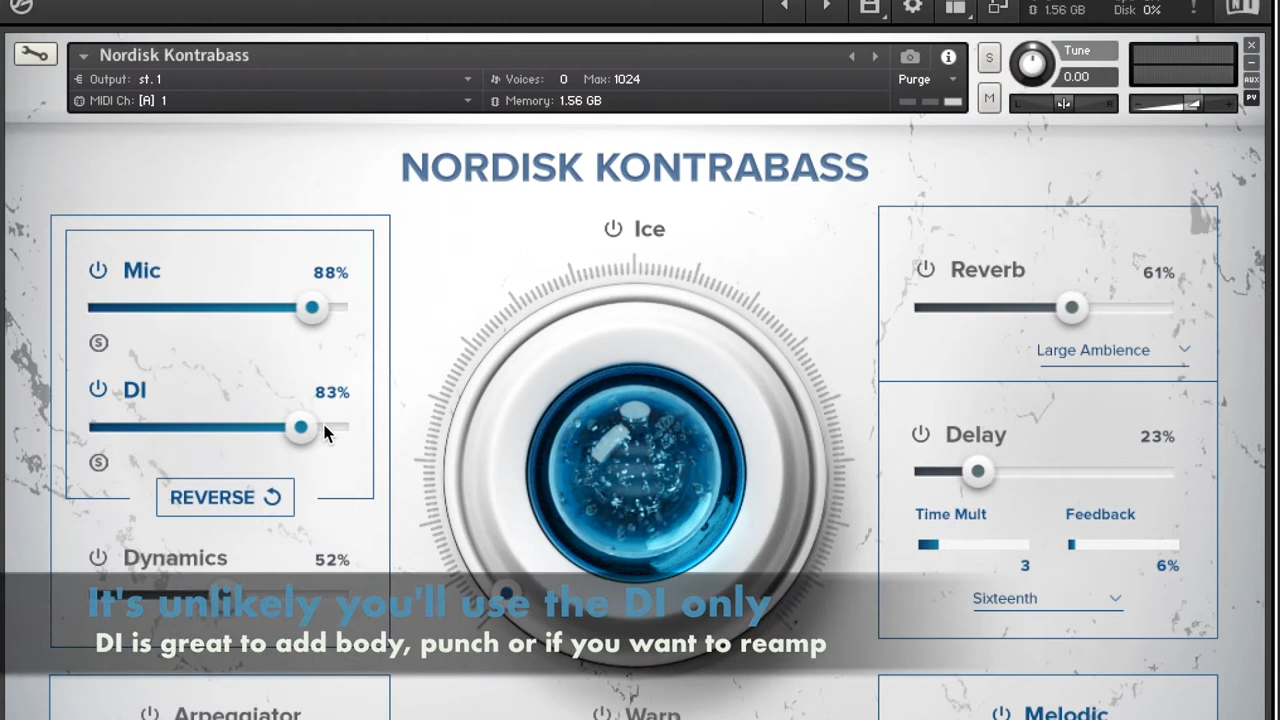 1.56 GB
Disk 0%
Nordisk Kontrabass
Output: st. 1
Voices: 0 Max: 1024
Purge
MIDI Ch: [A] 1
Memory: 1.56 GB
S
M
Tune
0.00
L R
AUX
PV
NORDISK KONTRABASS
Ice
Mic 88%
S
DI 83%
S
REVERSE
Dynamics 52%
Reverb 61%
Large Ambience
Delay 23%
Time Mult Feedback
3 6%
Sixteenth
It's unlikely you'll use the DI only
DI is great to add body, punch or if you want to reamp
Arpeggiator
Warp
Melodic